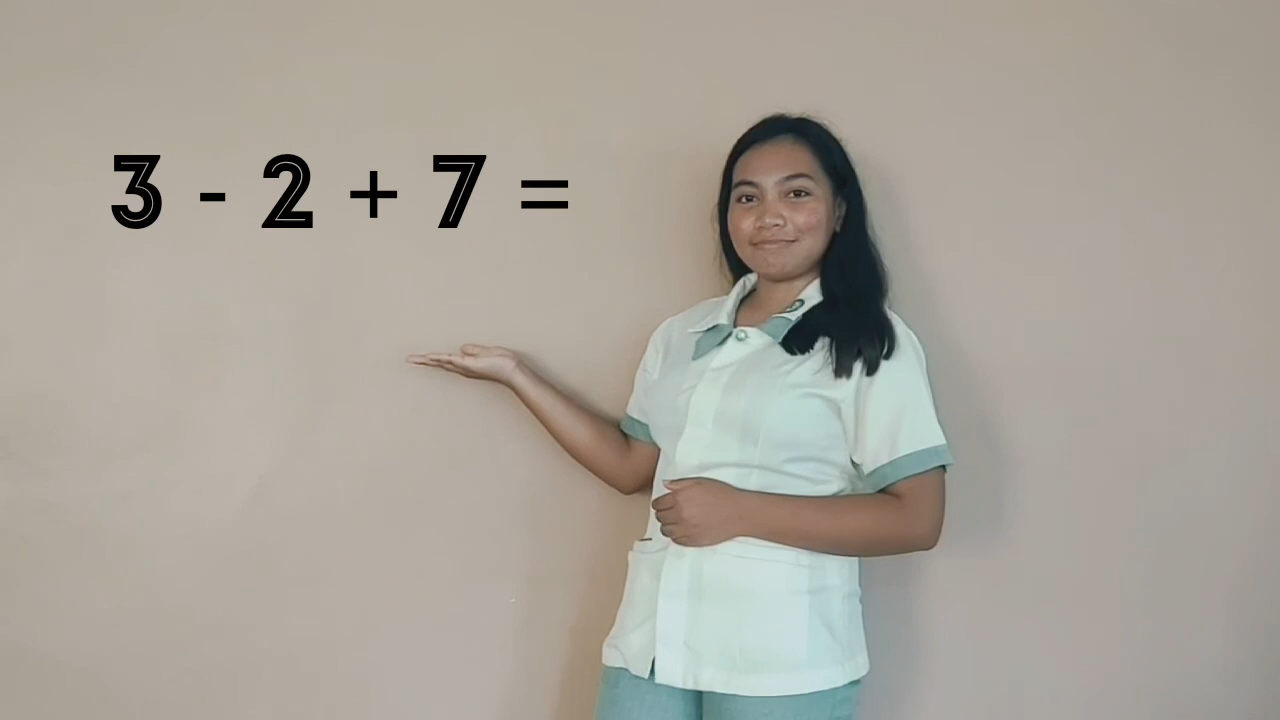 3 - 2 + 7 =